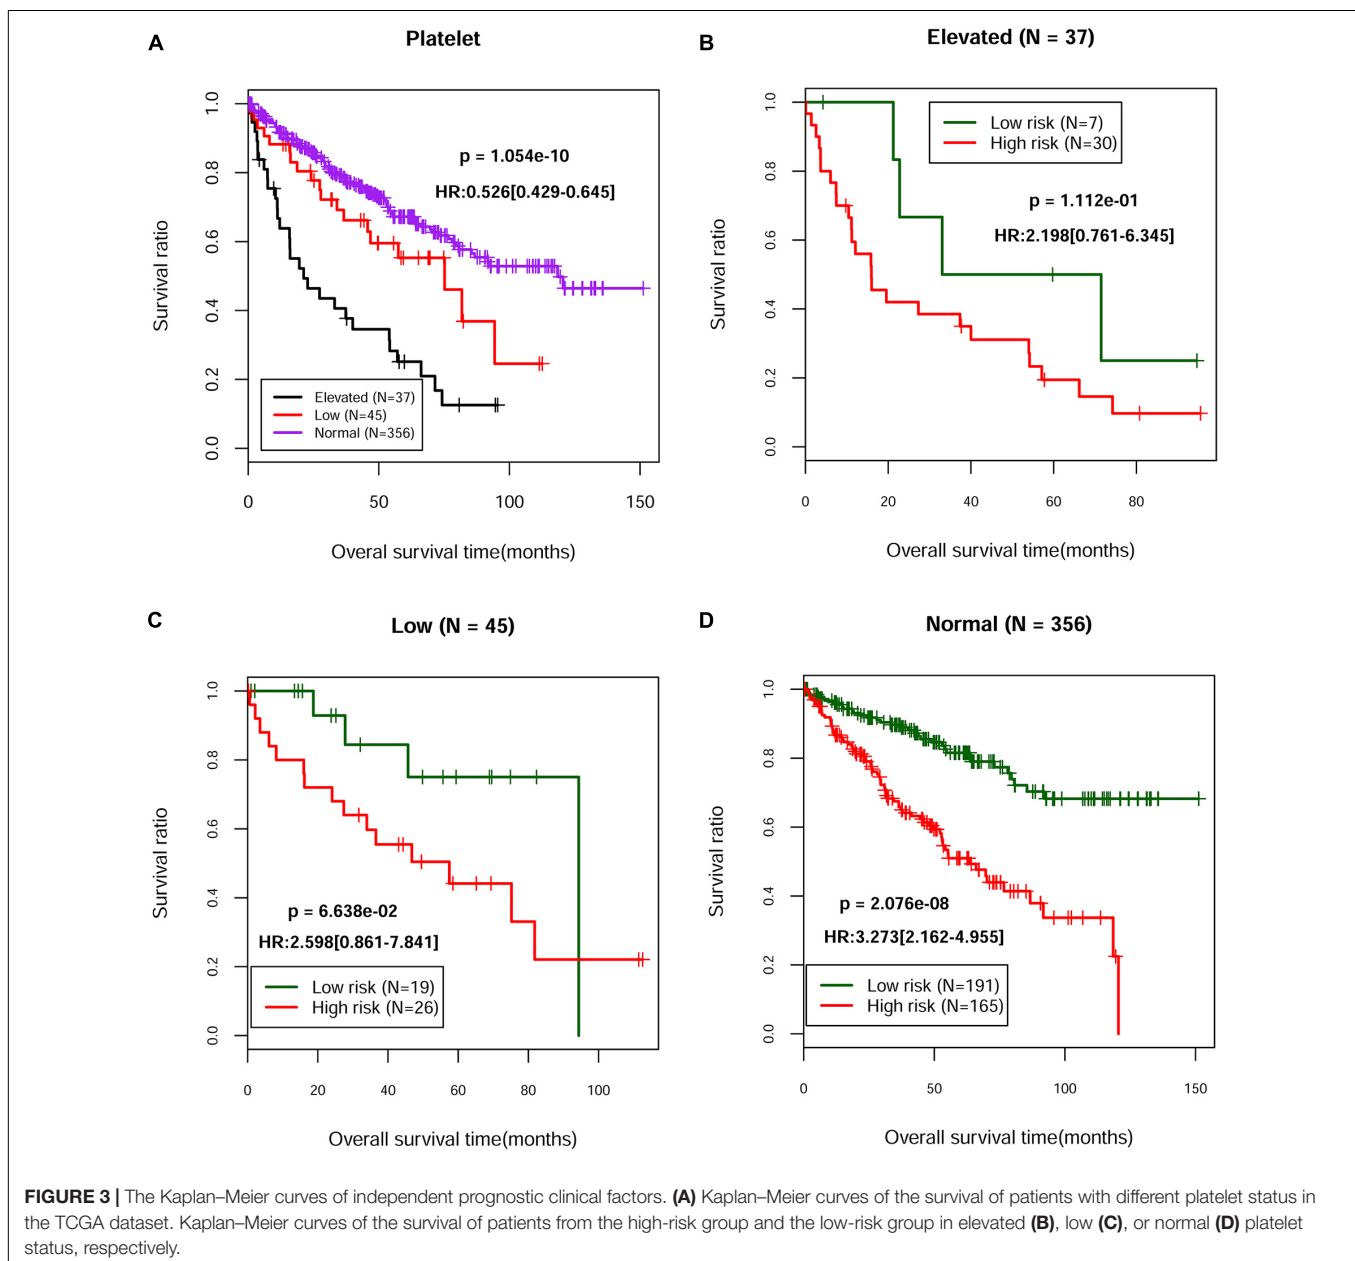 A
Platelet
p = 1.054e-10
HR:0.526[0.429-0.645]
Elevated (N=37)
Low (N=45)
Normal (N=356)
Survival ratio
0.0
0.2
0.4
0.6
0.8
1.0
0
50
100
150
Overal survival time(months)
B
Elevated (N = 37)
Low risk (N=7)
High risk (N=30)
p = 1.112e-01
HR:2.198[0.761-6.345]
Survival ratio
0.0
0.2
0.4
0.6
0.8
1.0
0
20
40
60
80
Overall survival time(months)
C
Low (N = 45)
p = 6.638e-02
HR:2.598[0.861-7.841]
Low risk (N=19)
High risk (N=26)
Survival ratio
0.0
0.2
0.4
0.6
0.8
1.0
0
20
40
60
80
100
Overall survival time(months)
D
Normal (N = 356)
p = 2.076e-08
HR:3.273[2.162-4.955]
Low risk (N=191)
High risk (N=165)
Survival ratio
0.0
0.2
0.4
0.6
0.8
1.0
0
50
100
150
Overall survival time(months)
FIGURE 3 | The Kaplan–Meier curves of independent prognostic clinical factors. (A) Kaplan–Meier curves of the survival of patients with different platelet status in
the TCGA dataset. Kaplan–Meier curves of the survival of patients from the high-risk group and the low-risk group in elevated (B), low (C), or normal (D) platelet
status, respectively.